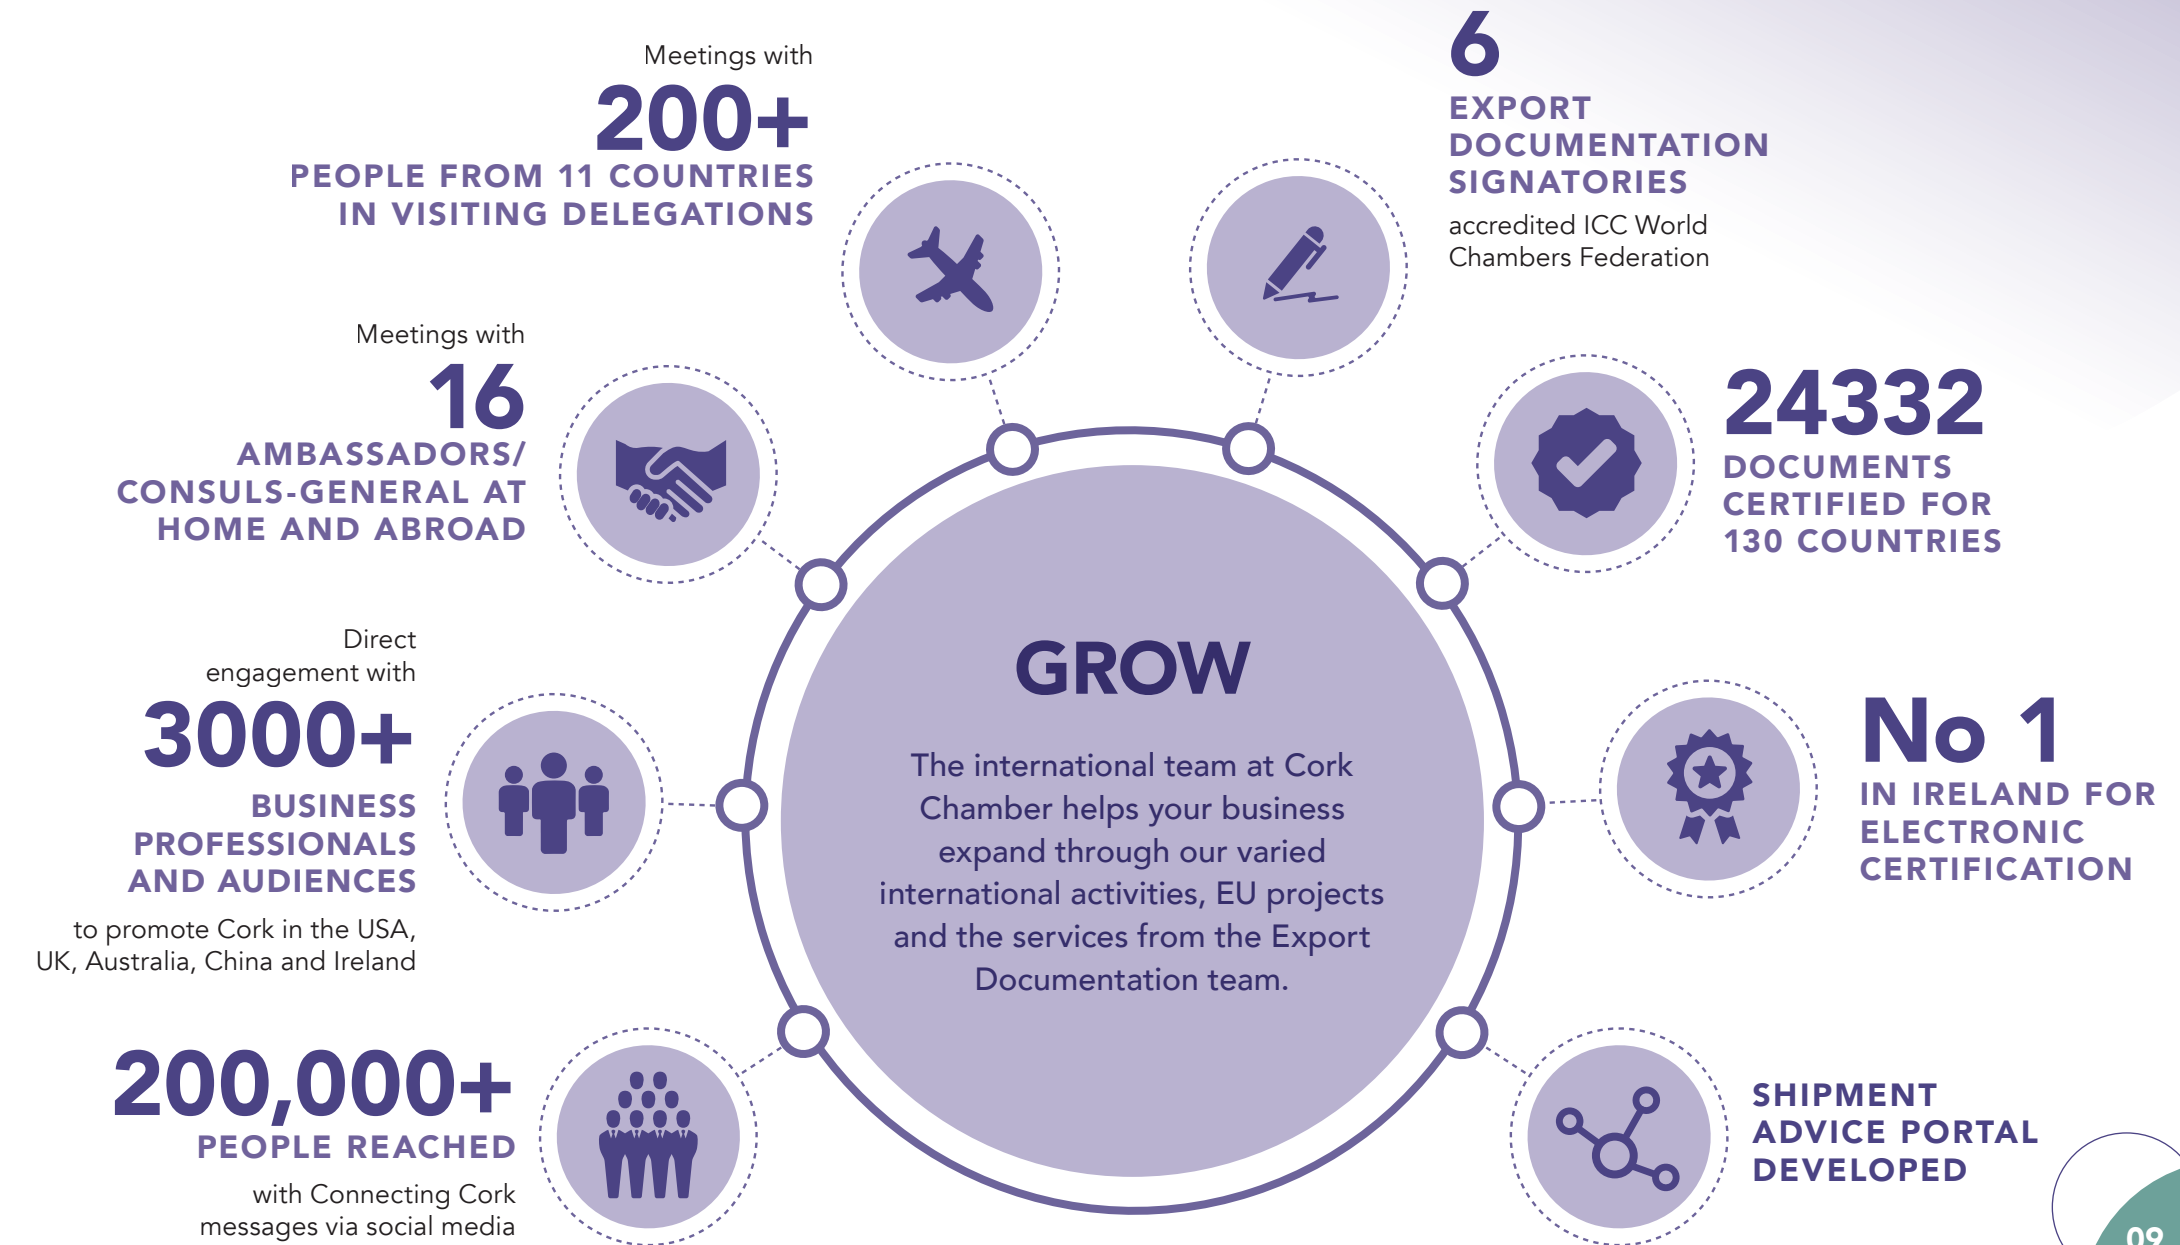 Meetings with
200+
PEOPLE FROM 11 COUNTRIES
IN VISITING DELEGATIONS
6
EXPORT
DOCUMENTATION
SIGNATORIES
accredited ICC World
Chambers Federation
Meetings with
16
AMBASSADORS/
CONSULS-GENERAL AT
HOME AND ABROAD
24332
DOCUMENTS
CERTIFIED FOR
130 COUNTRIES
Direct
engagement with
3000+
BUSINESS
PROFESSIONALS
AND AUDIENCES
to promote Cork in the USA,
UK, Australia, China and Ireland
GROW
The international team at Cork
Chamber helps your business
expand through our varied
international activities, EU projects
and the services from the Export
Documentation team.
No 1
IN IRELAND FOR
ELECTRONIC
CERTIFICATION
200,000+
PEOPLE REACHED
with Connecting Cork
messages via social media
SHIPMENT
ADVICE PORTAL
DEVELOPED
09